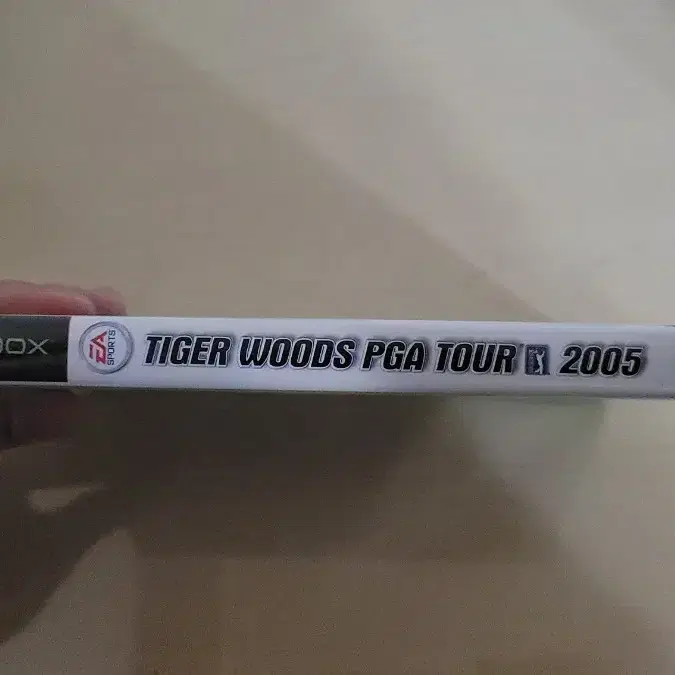 OX
EA
SPORTS
TIGER WOODS PGA TOUR 2005